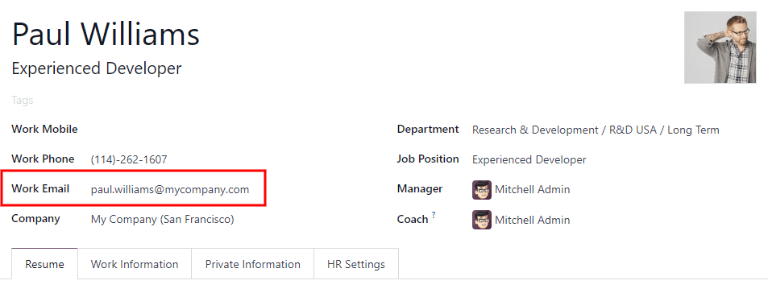 Paul Williams
Experienced Developer
Tags
Work Mobile
Work Phone (114)-262-1607
Work Email paul.williams@mycompany.com
Company My Company (San Francisco)
Department Research & Development / R&D USA / Long Term
Job Position Experienced Developer
Manager Mitchell Admin
Coach ? Mitchell Admin
Resume Work Information Private Information HR Settings